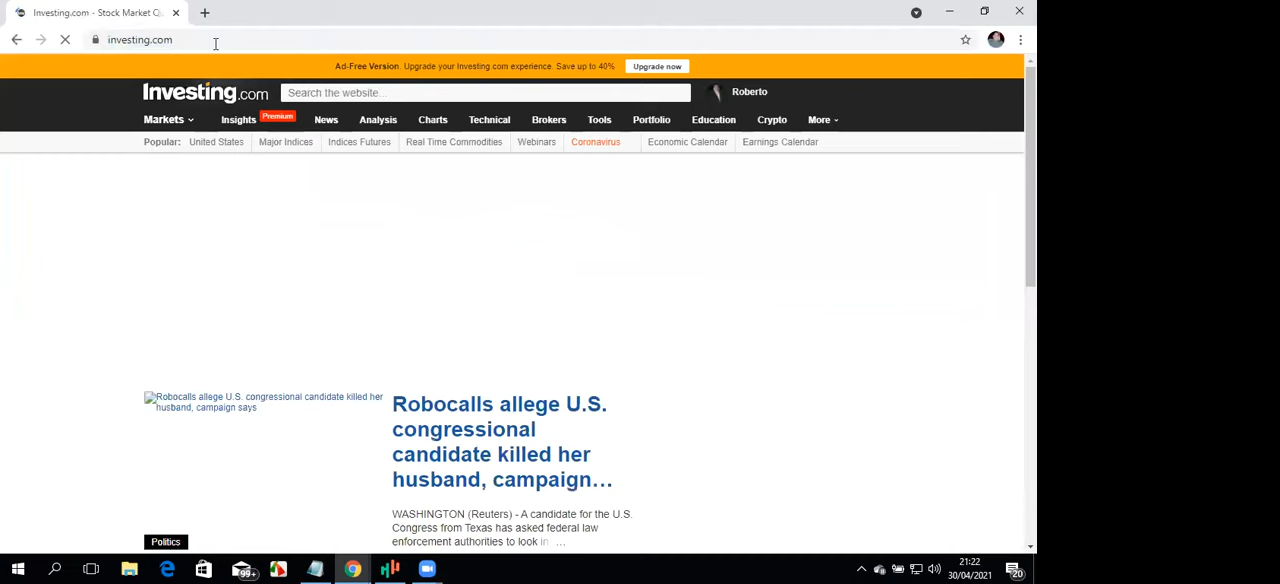 Investing.com - Stock Market Q
investing.com
Ad-Free Version. Upgrade your Investing.com experience. Save up to 40% Upgrade now
Investing.com Search the website... Roberto
Markets Insights Premium News Analysis Charts Technical Brokers Tools Portfolio Education Crypto More
Popular: United States Major Indices Indices Futures Real Time Commodities Webinars Coronavirus Economic Calendar Earnings Calendar
Robocalls allege U.S. congressional candidate killed her
husband, campaign says
Robocalls allege U.S.
congressional
candidate killed her
husband, campaign...
WASHINGTON (Reuters) - A candidate for the U.S.
Congress from Texas has asked federal law
enforcement authorities to look in ...
Politics
99+
21:22
30/04/2021
20